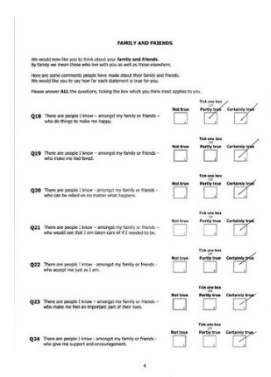 FAMILY AND FRIENDS
We would now like you to think about your family and friends.
By family we mean those who live with you as well as those elsewhere.
Here are some comments people have made about their family and friends.
We would like you to say how far each statement is true for you.
Please answer ALL the questions, ticking the box which you think most applies to you.
Tick one box
Not true Partly true Certainly true
Q18 There are people I know – amongst my family or friends –
who do things to make me happy.
Tick one box
Not true Partly true Certainly true
Q19 There are people I know – amongst my family or friends –
who make me feel loved.
Tick one box
Not true Partly true Certainly true
Q20 There are people I know – amongst my family or friends –
who can be relied on no matter what happens.
Tick one box
Not true Partly true Certainly true
Q21 There are people I know – amongst my family or friends –
who would see that I am taken care of if I needed to be.
Tick one box
Not true Partly true Certainly true
Q22 There are people I know – amongst my family or friends –
who accept me just as I am.
Tick one box
Not true Partly true Certainly true
Q23 There are people I know – amongst my family or friends –
who make me feel an important part of their lives.
Tick one box
Not true Partly true Certainly true
Q24 There are people I know – amongst my family or friends –
who give me support and encouragement.
4